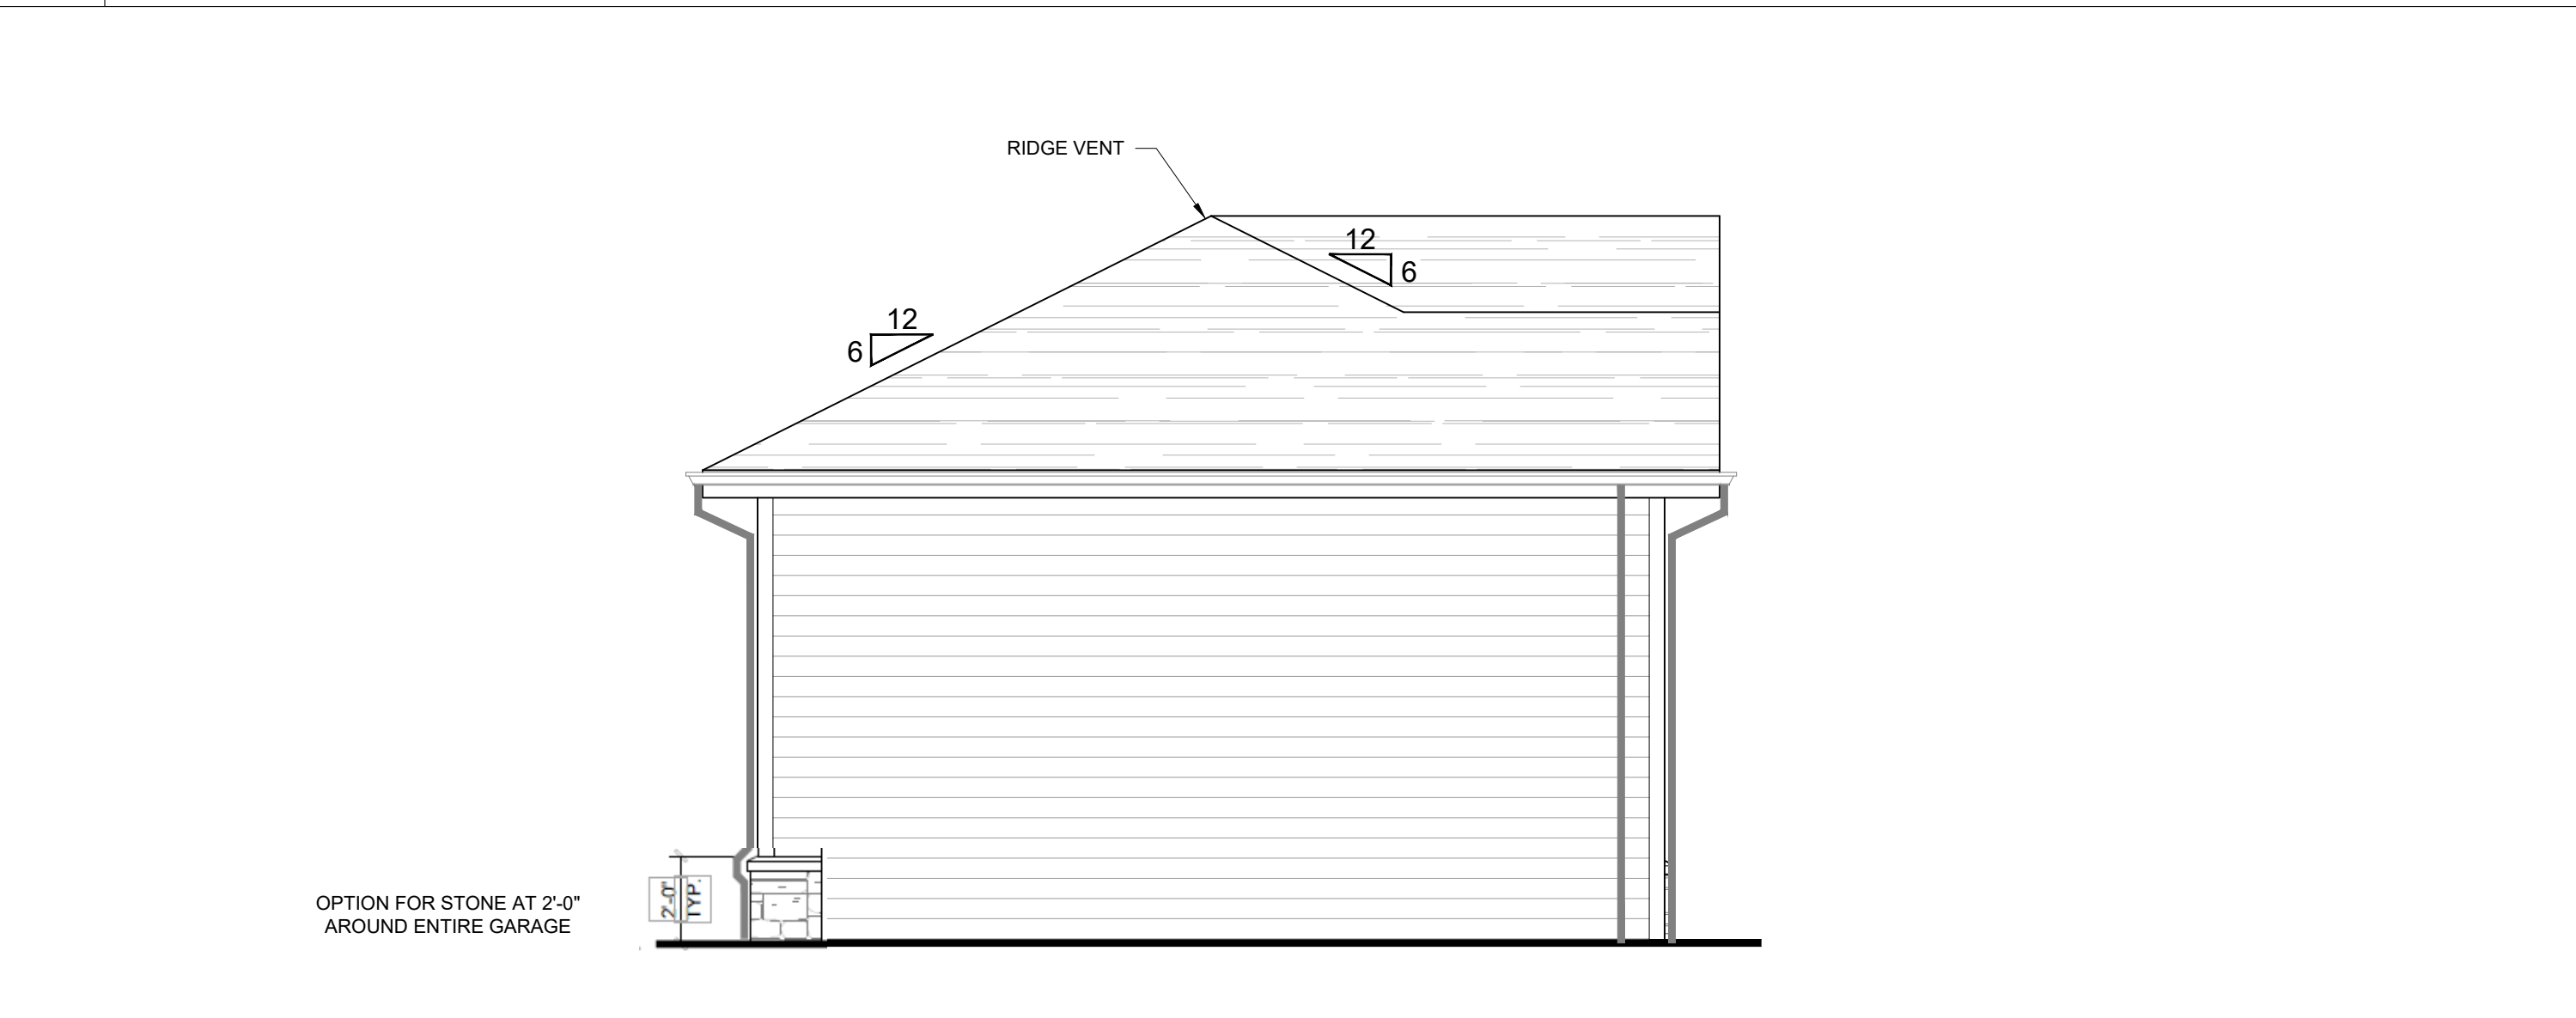 RIDGE VENT
12
6
12
6
2'-0"
TYP.
OPTION FOR STONE AT 2'-0"
AROUND ENTIRE GARAGE